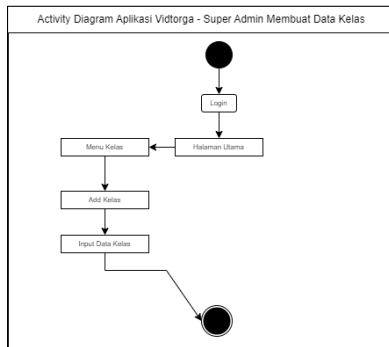 Activity Diagram Aplikasi Vidtorga - Super Admin Membuat Data Kelas
Login
Menu Kelas
Halaman Utama
Add Kelas
Input Data Kelas